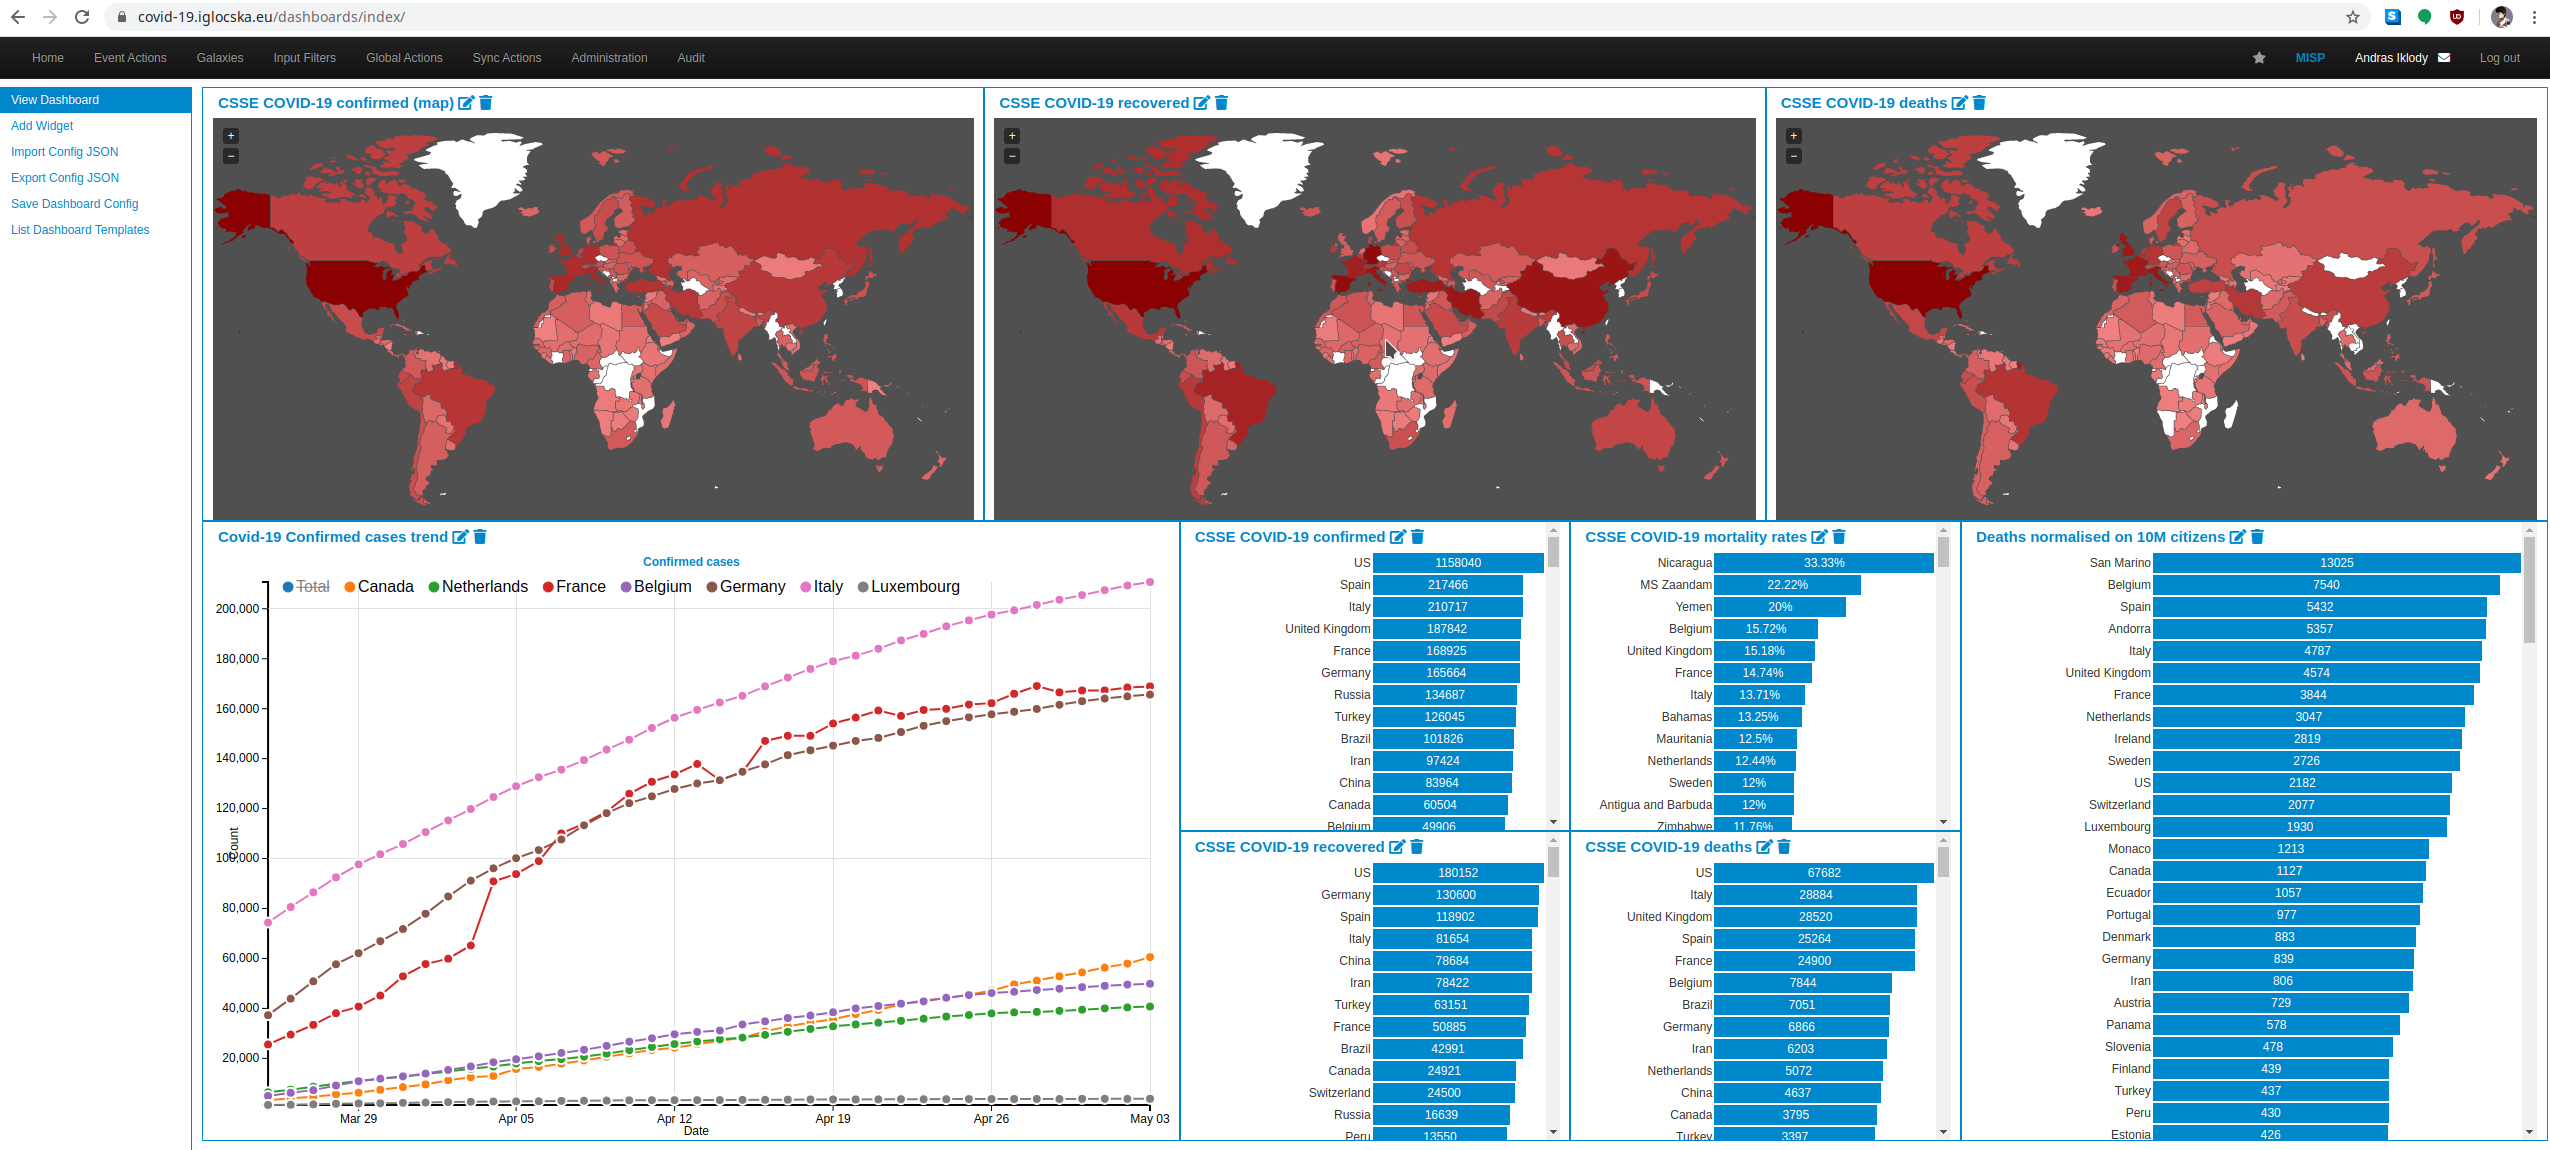 covid-19.iglocska.eu/dashboards/index/
Home Event Actions Galaxies Input Filters Global Actions Sync Actions Administration Audit MISP Andras Iklody Log out
View Dashboard
Add Widget
Import Config JSON
Export Config JSON
Save Dashboard Config
List Dashboard Templates
CSSE COVID-19 confirmed (map)
+
−
CSSE COVID-19 recovered
+
−
CSSE COVID-19 deaths
+
−
Covid-19 Confirmed cases trend
Confirmed cases
Total Canada Netherlands France Belgium Germany Italy Luxembourg
200,000
180,000
160,000
140,000
120,000
100,000
80,000
60,000
40,000
20,000
Count
Mar 29 Apr 05 Apr 12 Apr 19 Apr 26 May 03
Date
CSSE COVID-19 confirmed
US 1158040
Spain 217466
Italy 210717
United Kingdom 187842
France 168925
Germany 165664
Russia 134687
Turkey 126045
Brazil 101826
Iran 97424
China 83964
Canada 60504
Belgium 49906
CSSE COVID-19 mortality rates
Nicaragua 33.33%
MS Zaandam 22.22%
Yemen 20%
Belgium 15.72%
United Kingdom 15.18%
France 14.74%
Italy 13.71%
Bahamas 13.25%
Mauritania 12.5%
Netherlands 12.44%
Sweden 12%
Antigua and Barbuda 12%
Zimbabwe 11.76%
CSSE COVID-19 recovered
US 180152
Germany 130600
Spain 118902
Italy 81654
China 78684
Iran 78422
Turkey 63151
France 50885
Brazil 42991
Canada 24921
Switzerland 24500
Russia 16639
Peru 13550
CSSE COVID-19 deaths
US 67682
Italy 28884
United Kingdom 28520
Spain 25264
France 24900
Belgium 7844
Brazil 7051
Germany 6866
Iran 6203
Netherlands 5072
China 4637
Canada 3795
Turkey 3397
Deaths normalised on 10M citizens
San Marino 13025
Belgium 7540
Spain 5432
Andorra 5357
Italy 4787
United Kingdom 4574
France 3844
Netherlands 3047
Ireland 2819
Sweden 2726
US 2182
Switzerland 2077
Luxembourg 1930
Monaco 1213
Canada 1127
Ecuador 1057
Portugal 977
Denmark 883
Germany 839
Iran 806
Austria 729
Panama 578
Slovenia 478
Finland 439
Turkey 437
Peru 430
Estonia 426